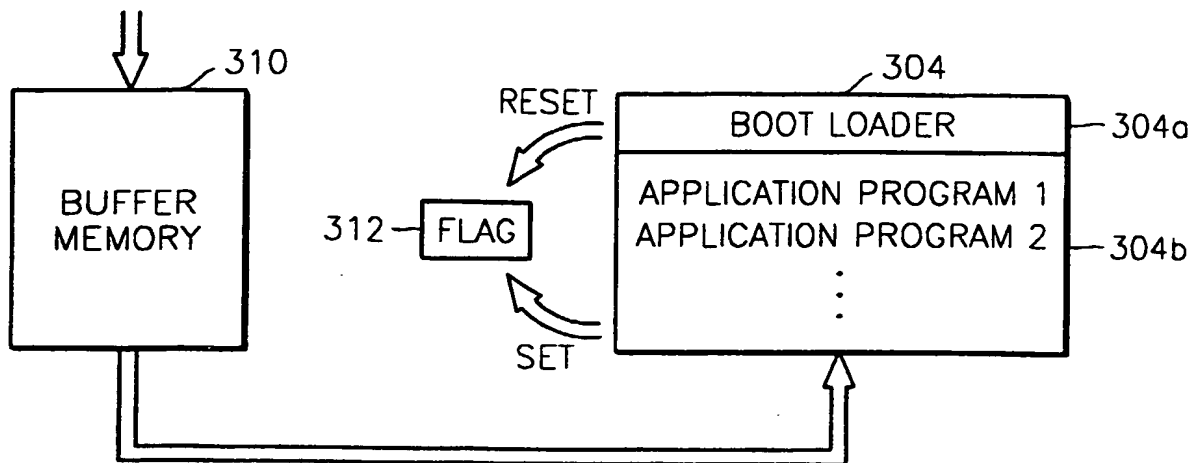 310
BUFFER
MEMORY
RESET
312
FLAG
SET
304
BOOT LOADER
304a
APPLICATION PROGRAM 1
APPLICATION PROGRAM 2
304b